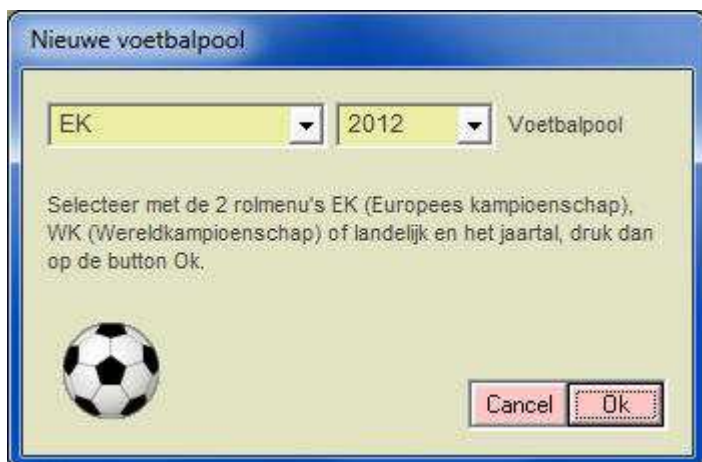 Nieuwe voetbalpool
EK 2012 Voetbalpool
Selecteer met de 2 rolmenu's EK (Europees kampioenschap),
WK (Wereldkampioenschap) of landelijk en het jaartal, druk dan
op de button Ok.
Cancel Ok